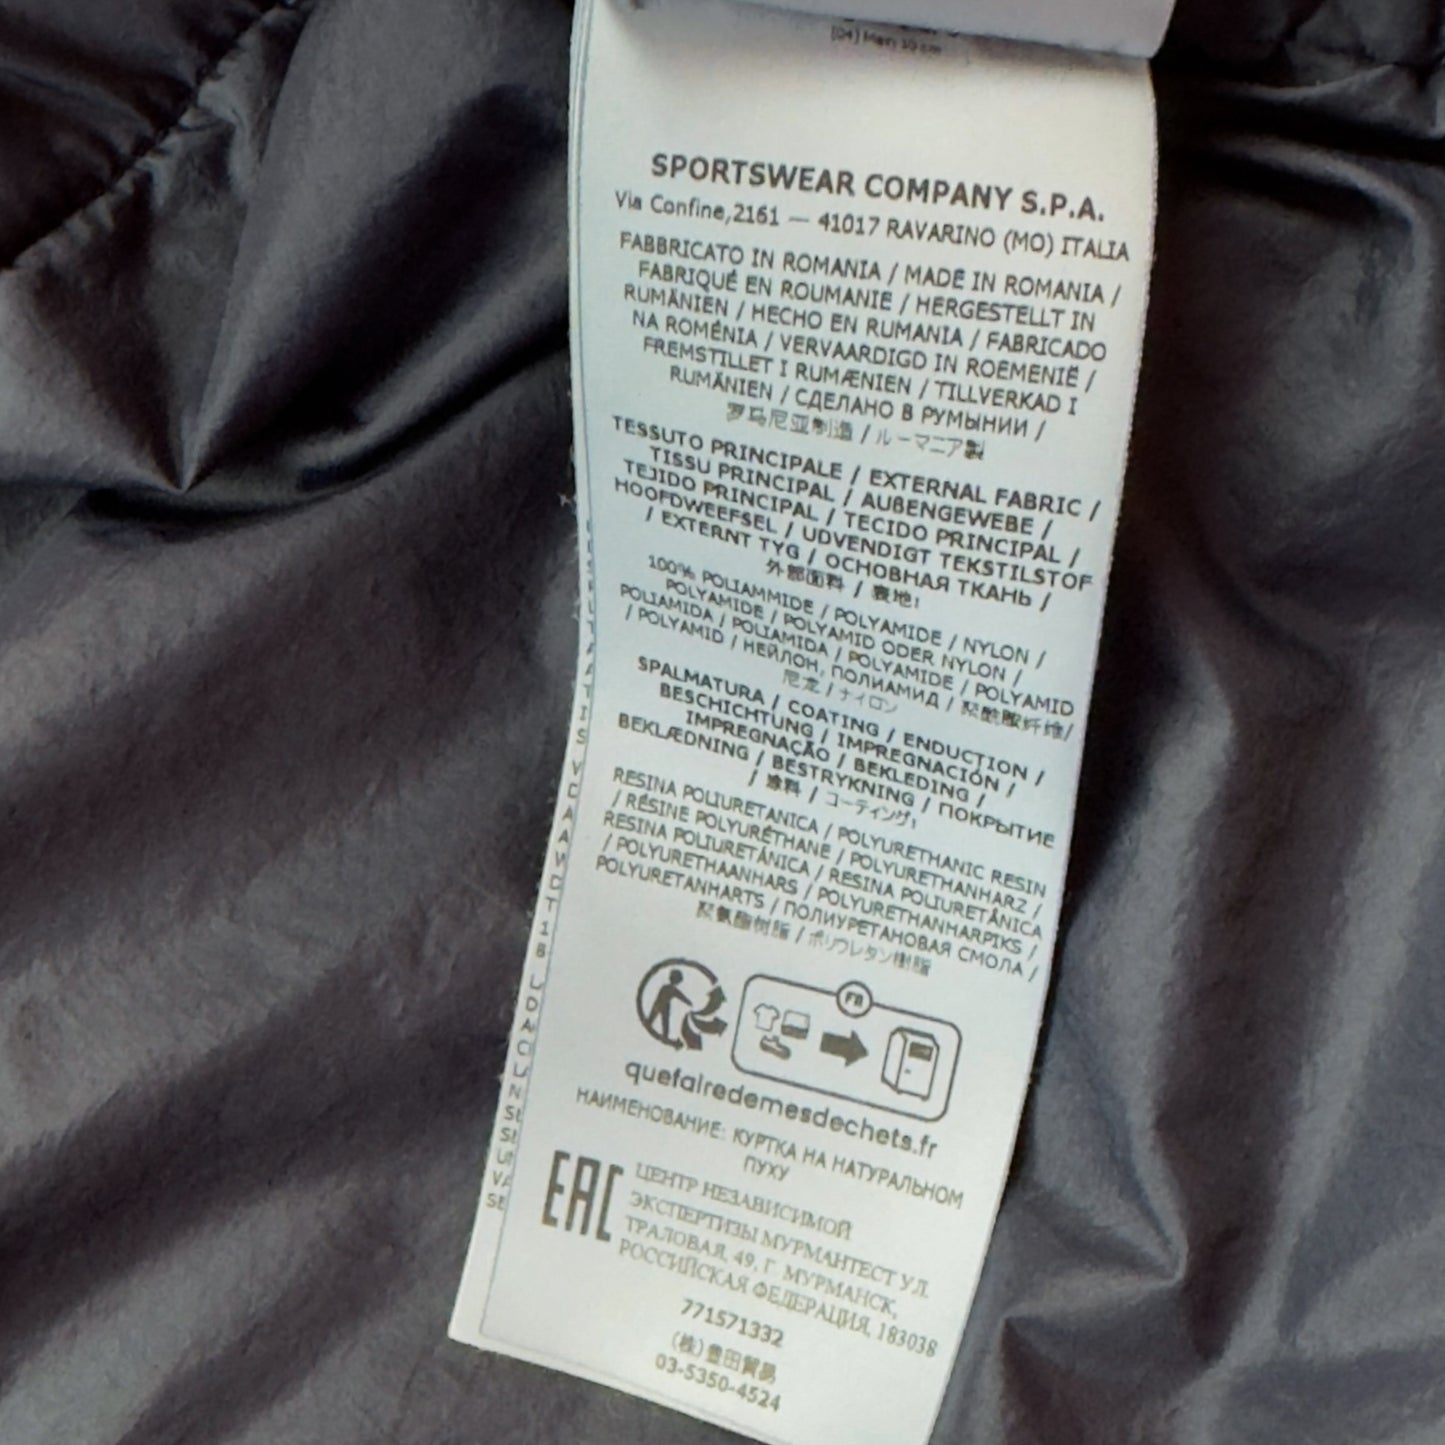 SPORTSWEAR COMPANY S.P.A.
Via Confine,2161 — 41017 RAVARINO (MO) ITALIA
FABBRICATO IN ROMANIA / MADE IN ROMANIA /
FABRIQUÉ EN ROUMANIE / HERGESTELLT IN
RUMÄNIEN / HECHO EN RUMANIA / FABRICADO
NA ROMÉNIA / VERVAARDIGD IN ROEMENIË /
FREMSTILLET I RUMÆNIEN / TILLVERKAD I
RUMÄNIEN / СДЕЛАНО В РУМЫНИИ /
罗马尼亚制造 / ルーマニア製
TESSUTO PRINCIPALE / EXTERNAL FABRIC /
TISSU PRINCIPAL / AUßENGEWEBE /
TEJIDO PRINCIPAL / TECIDO PRINCIPAL /
HOOFDWEEFSEL / UDVENDIGT TEKSTILSTOF
/ EXTERNT TYG / ОСНОВНАЯ ТКАНЬ /
外部面料 / 表地:
100% POLIAMMIDE / POLYAMIDE / NYLON /
POLYAMIDE / POLYAMID ODER NYLON /
POLIAMIDA / POLIAMIDA / POLYAMIDE / POLYAMID
/ POLYAMID / НЕЙЛОН, ПОЛИАМИД / 聚酰胺纤维/
尼龙 / ナイロン
SPALMATURA / COATING / ENDUCTION /
BESCHICHTUNG / IMPREGNACIÓN /
IMPREGNAÇÃO / BEKLEDING /
BEKLÆDNING / BESTRYKNING / ПОКРЫТИЕ
/ 涂料 / コーティング:
RESINA POLIURETANICA / POLYURETHANIC RESIN
/ RÉSINE POLYURÉTHANE / POLYURETHANHARZ /
RESINA POLIURETÁNICA / RESINA POLIURETÂNICA
/ POLYURETHAANHARS / POLYURETHANHARPIKS /
POLYURETANHARTS / ПОЛИУРЕТАНОВАЯ СМОЛА /
聚氨酯树脂 / ポリウレタン樹脂
FR
quefairedemesdechets.fr
НАИМЕНОВАНИЕ: КУРТКА НА НАТУРАЛЬНОМ
ПУХУ
EAC
ЦЕНТР НЕЗАВИСИМОЙ
ЭКСПЕРТИЗЫ МУРМАНТЕСТ УЛ.
ТРАЛОВАЯ, 49, Г. МУРМАНСК,
РОССИЙСКАЯ ФЕДЕРАЦИЯ, 183038
771571332
(株)豊田貿易
03-5350-4524